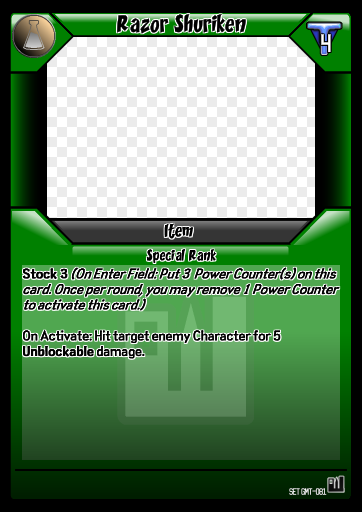 Razor Shuriken
4
Item
Special Rank
Stock 3 (On Enter Field: Put 3 Power Counter(s) on this
card. Once per round, you may remove 1 Power Counter
to activate this card.)
On Activate: Hit target enemy Character for 5
Unblockable damage.
SET GMT-081